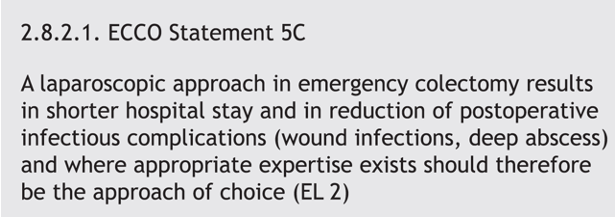 2.8.2.1. ECCO Statement 5C
A laparoscopic approach in emergency colectomy results
in shorter hospital stay and in reduction of postoperative
infectious complications (wound infections, deep abscess)
and where appropriate expertise exists should therefore
be the approach of choice (EL 2)